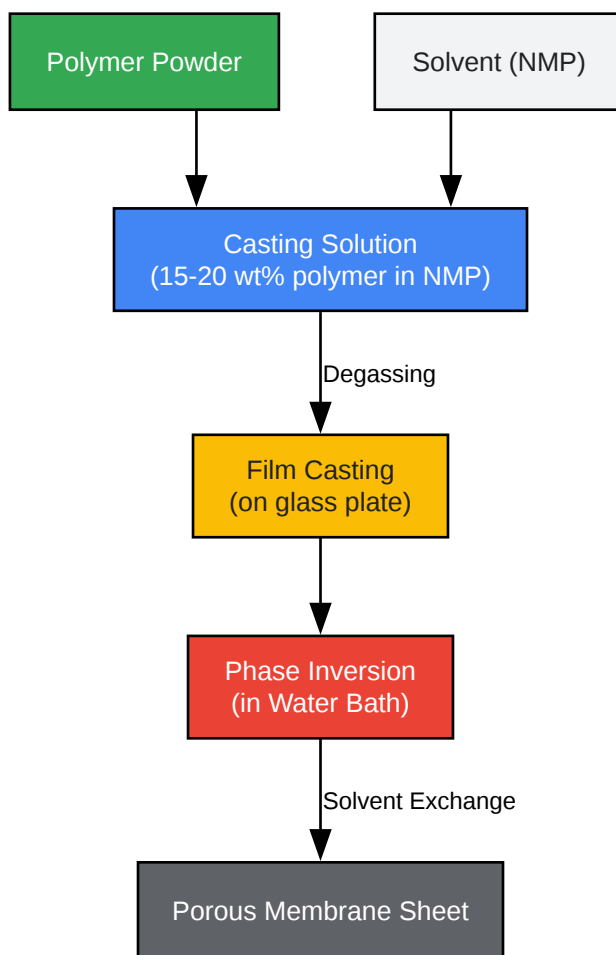 Polymer Powder
Solvent (NMP)
Casting Solution
(15-20 wt% polymer in NMP)
Degassing
Film Casting
(on glass plate)
Phase Inversion
(in Water Bath)
Solvent Exchange
Porous Membrane Sheet